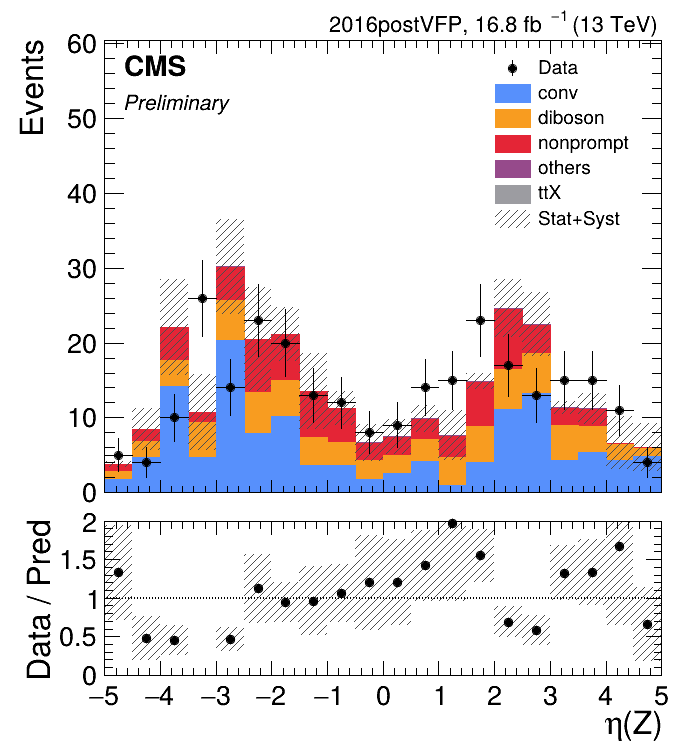 2016postVFP, 16.8 fb⁻¹ (13 TeV)
Events
60
50
40
30
20
10
0
CMS
Preliminary
Data
conv
diboson
nonprompt
others
ttX
Stat+Syst
Data / Pred
2
1.5
1
0.5
0
−5 −4 −3 −2 −1 0 1 2 3 4 5
η(Z)